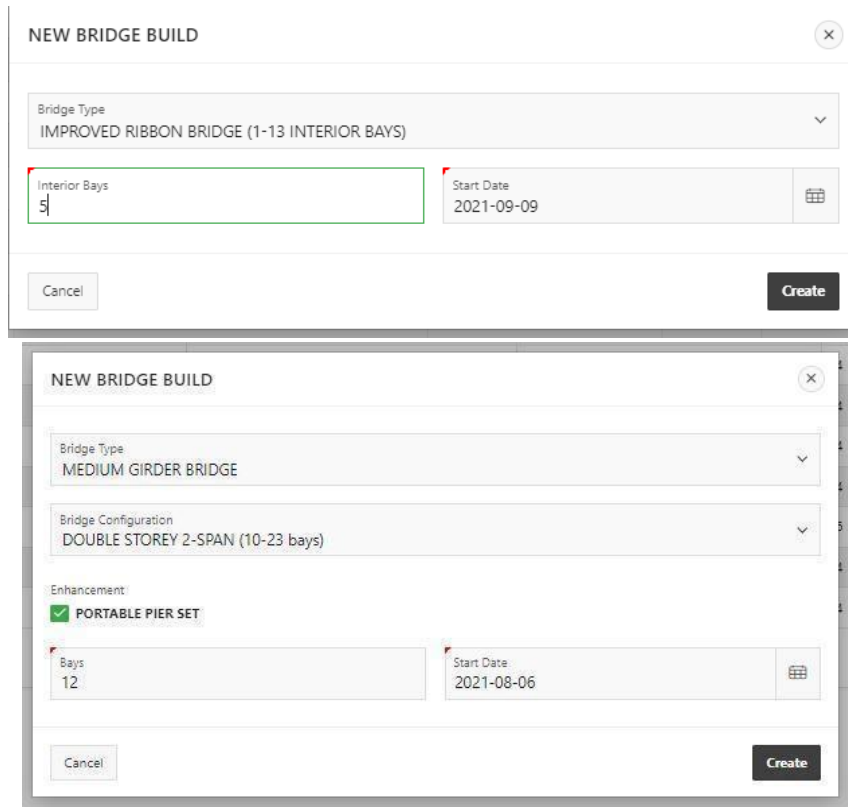 NEW BRIDGE BUILD
Bridge Type
IMPROVED RIBBON BRIDGE (1-13 INTERIOR BAYS)
Interior Bays
5
Start Date
2021-09-09
Cancel
Create
NEW BRIDGE BUILD
Bridge Type
MEDIUM GIRDER BRIDGE
Bridge Configuration
DOUBLE STOREY 2-SPAN (10-23 bays)
Enhancement
PORTABLE PIER SET
Bays
12
Start Date
2021-08-06
Cancel
Create